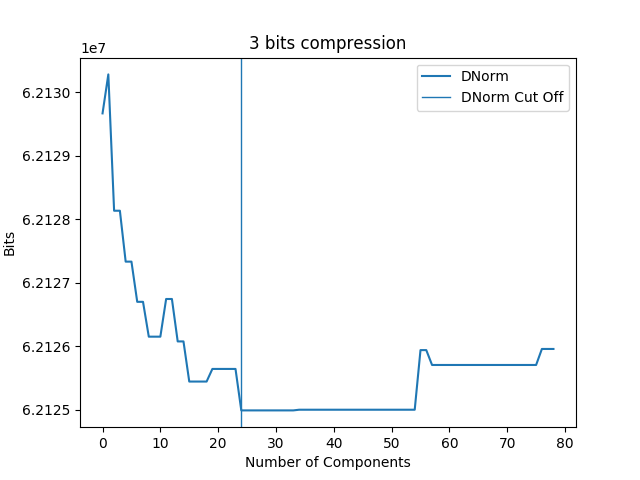 3 bits compression
1e7
DNorm
DNorm Cut Off
6.2130
6.2129
6.2128
6.2127
6.2126
6.2125
Bits
0 10 20 30 40 50 60 70 80
Number of Components